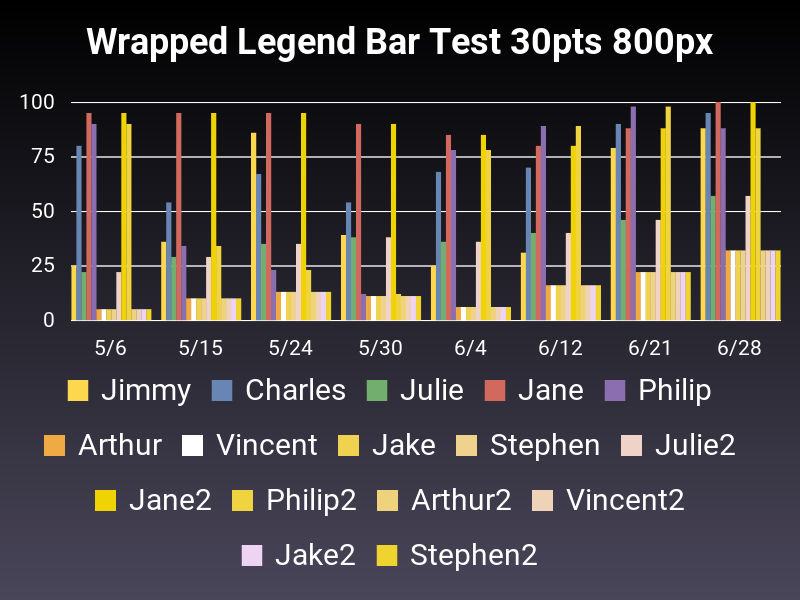 Wrapped Legend Bar Test 30pts 800px
100
75
50
25
0
5/6 5/15 5/24 5/30 6/4 6/12 6/21 6/28
Jimmy Charles Julie Jane Philip
Arthur Vincent Jake Stephen Julie2
Jane2 Philip2 Arthur2 Vincent2
Jake2 Stephen2